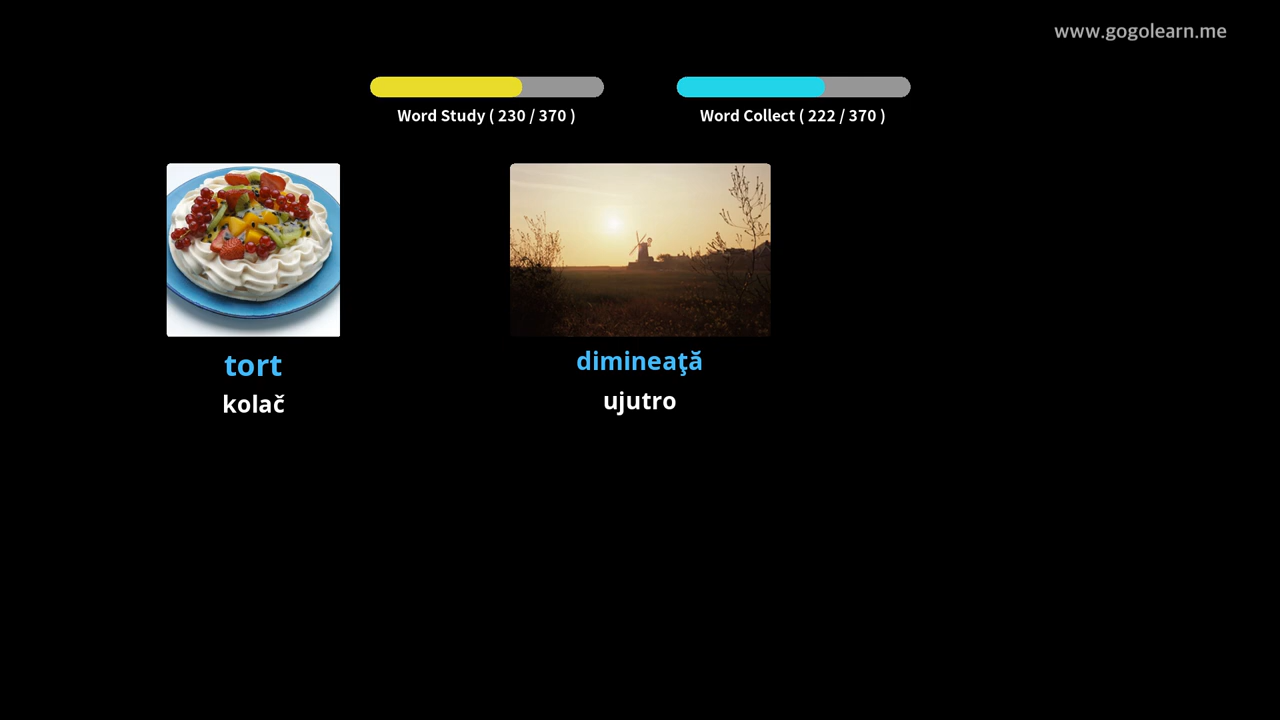 www.gogolearn.me
Word Study ( 230 / 370 )
Word Collect ( 222 / 370 )
tort
kolač
dimineaţă
ujutro